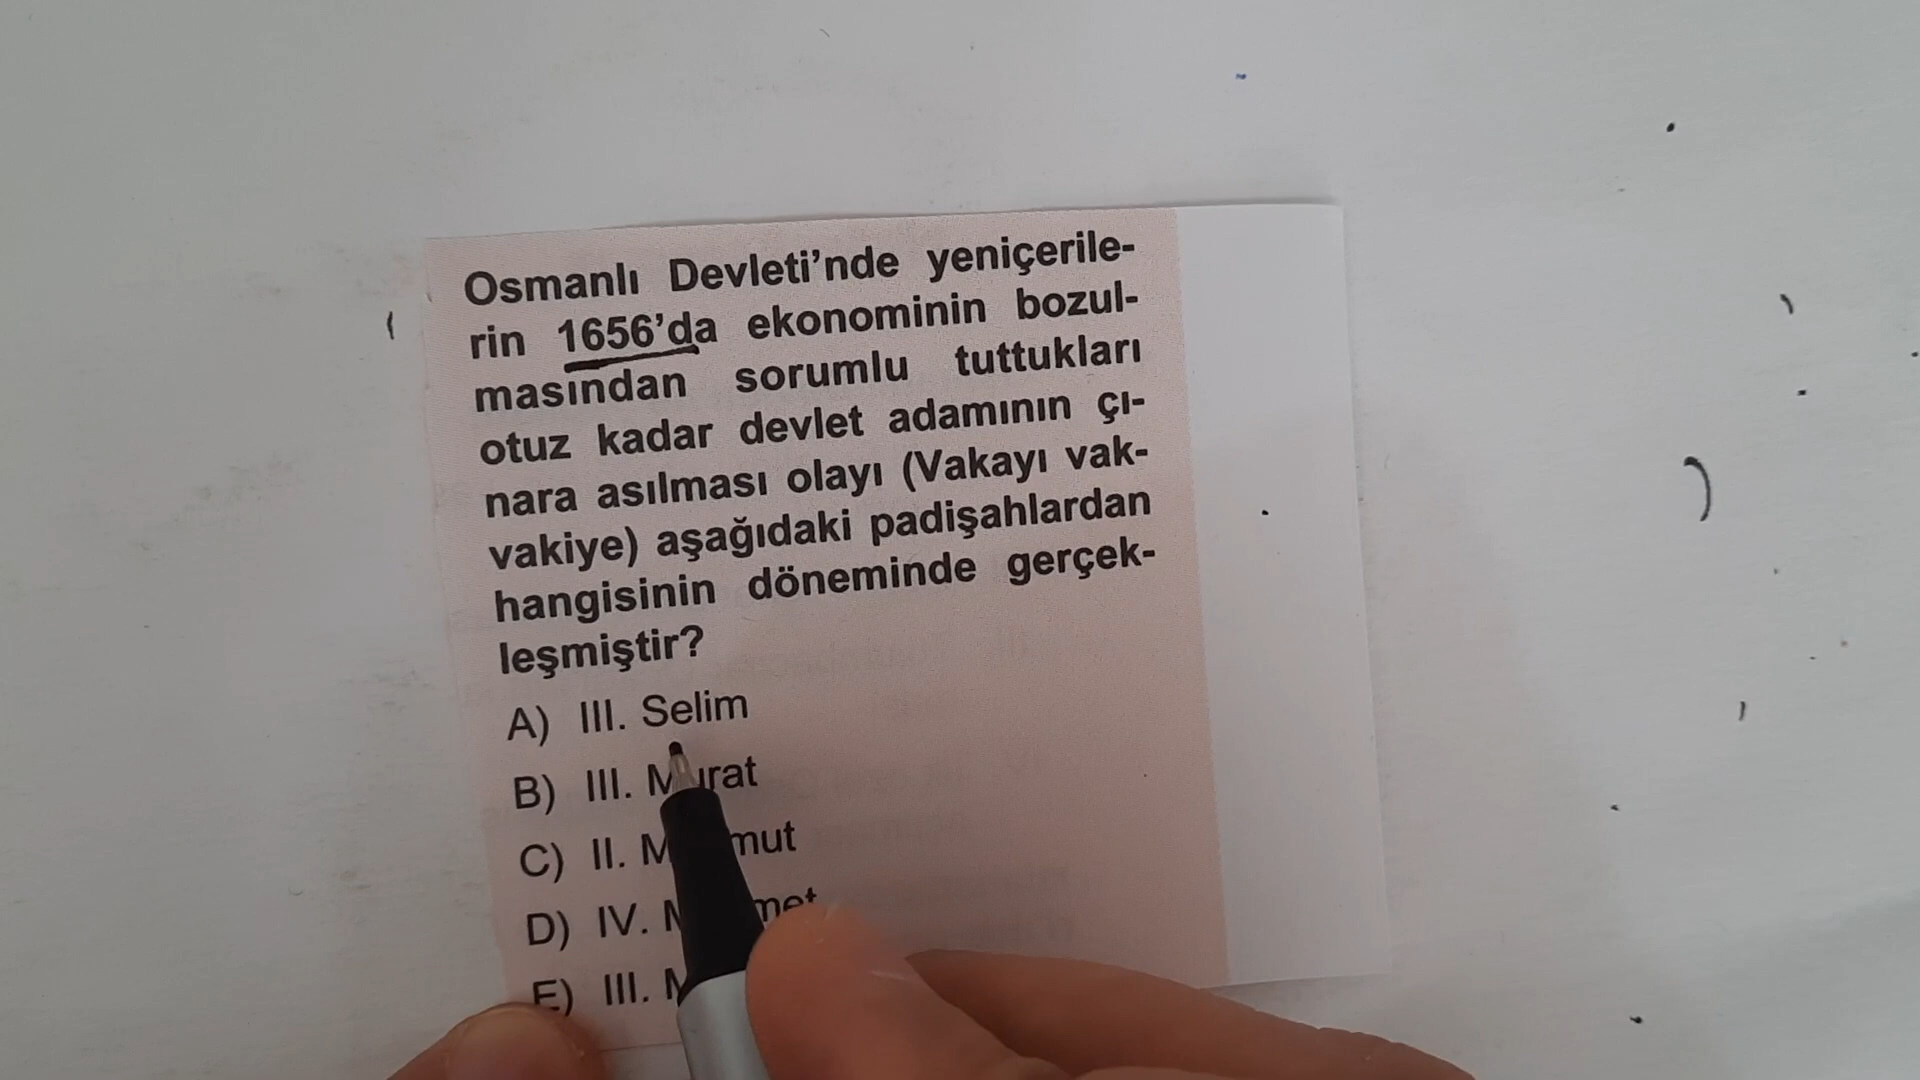 Osmanlı Devleti'nde yeniçerile-
rin 1656'da ekonominin bozul-
masından sorumlu tuttukları
otuz kadar devlet adamının çı-
nara asılması olayı (Vakayı vak-
vakiye) aşağıdaki padişahlardan
hangisinin döneminde gerçek-
leşmiştir?
A) III. Selim
B) III. Murat
C) II.
D) IV.
E) III.